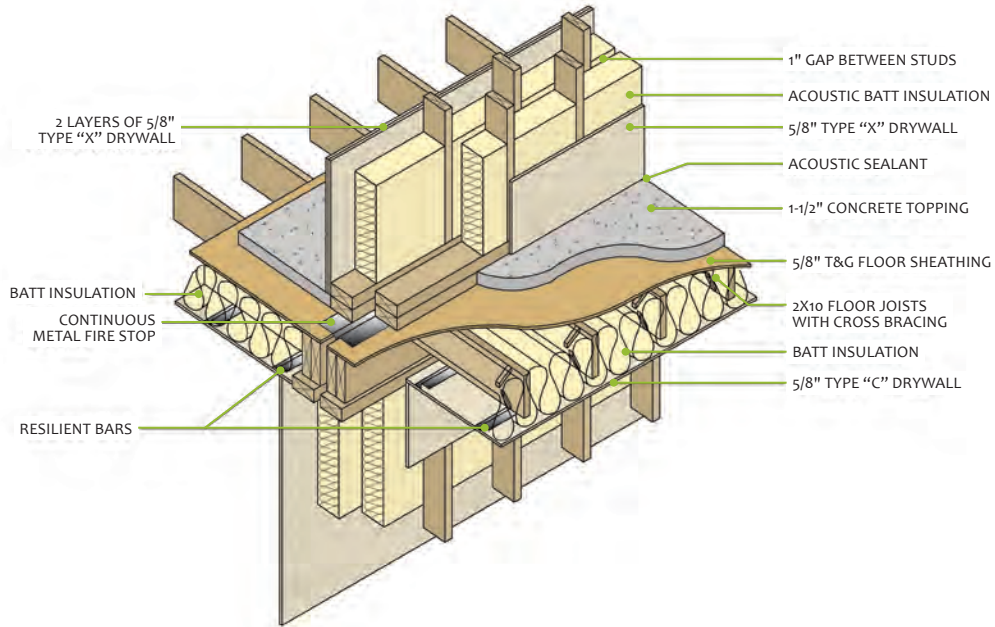 1" GAP BETWEEN STUDS
ACOUSTIC BATT INSULATION
2 LAYERS OF 5/8"
TYPE “X” DRYWALL
5/8" TYPE “X” DRYWALL
ACOUSTIC SEALANT
1-1/2" CONCRETE TOPPING
5/8" T&G FLOOR SHEATHING
BATT INSULATION
2X10 FLOOR JOISTS
WITH CROSS BRACING
CONTINUOUS
METAL FIRE STOP
BATT INSULATION
5/8" TYPE “C” DRYWALL
RESILIENT BARS